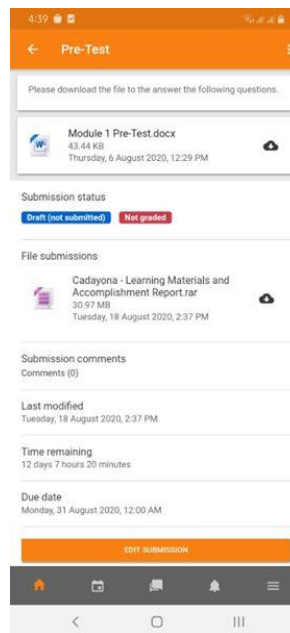 4:39
Pre-Test
Please download the file to the answer the following questions.
Module 1 Pre-Test.docx
43.44 KB
Thursday, 6 August 2020, 12:29 PM
Submission status
Draft (not submitted) Not graded
File submissions
Cadayona - Learning Materials and
Accomplishment Report.rar
30.97 MB
Tuesday, 18 August 2020, 2:37 PM
Submission comments
Comments (0)
Last modified
Tuesday, 18 August 2020, 2:37 PM
Time remaining
12 days 7 hours 20 minutes
Due date
Monday, 31 August 2020, 12:00 AM
EDIT SUBMISSION